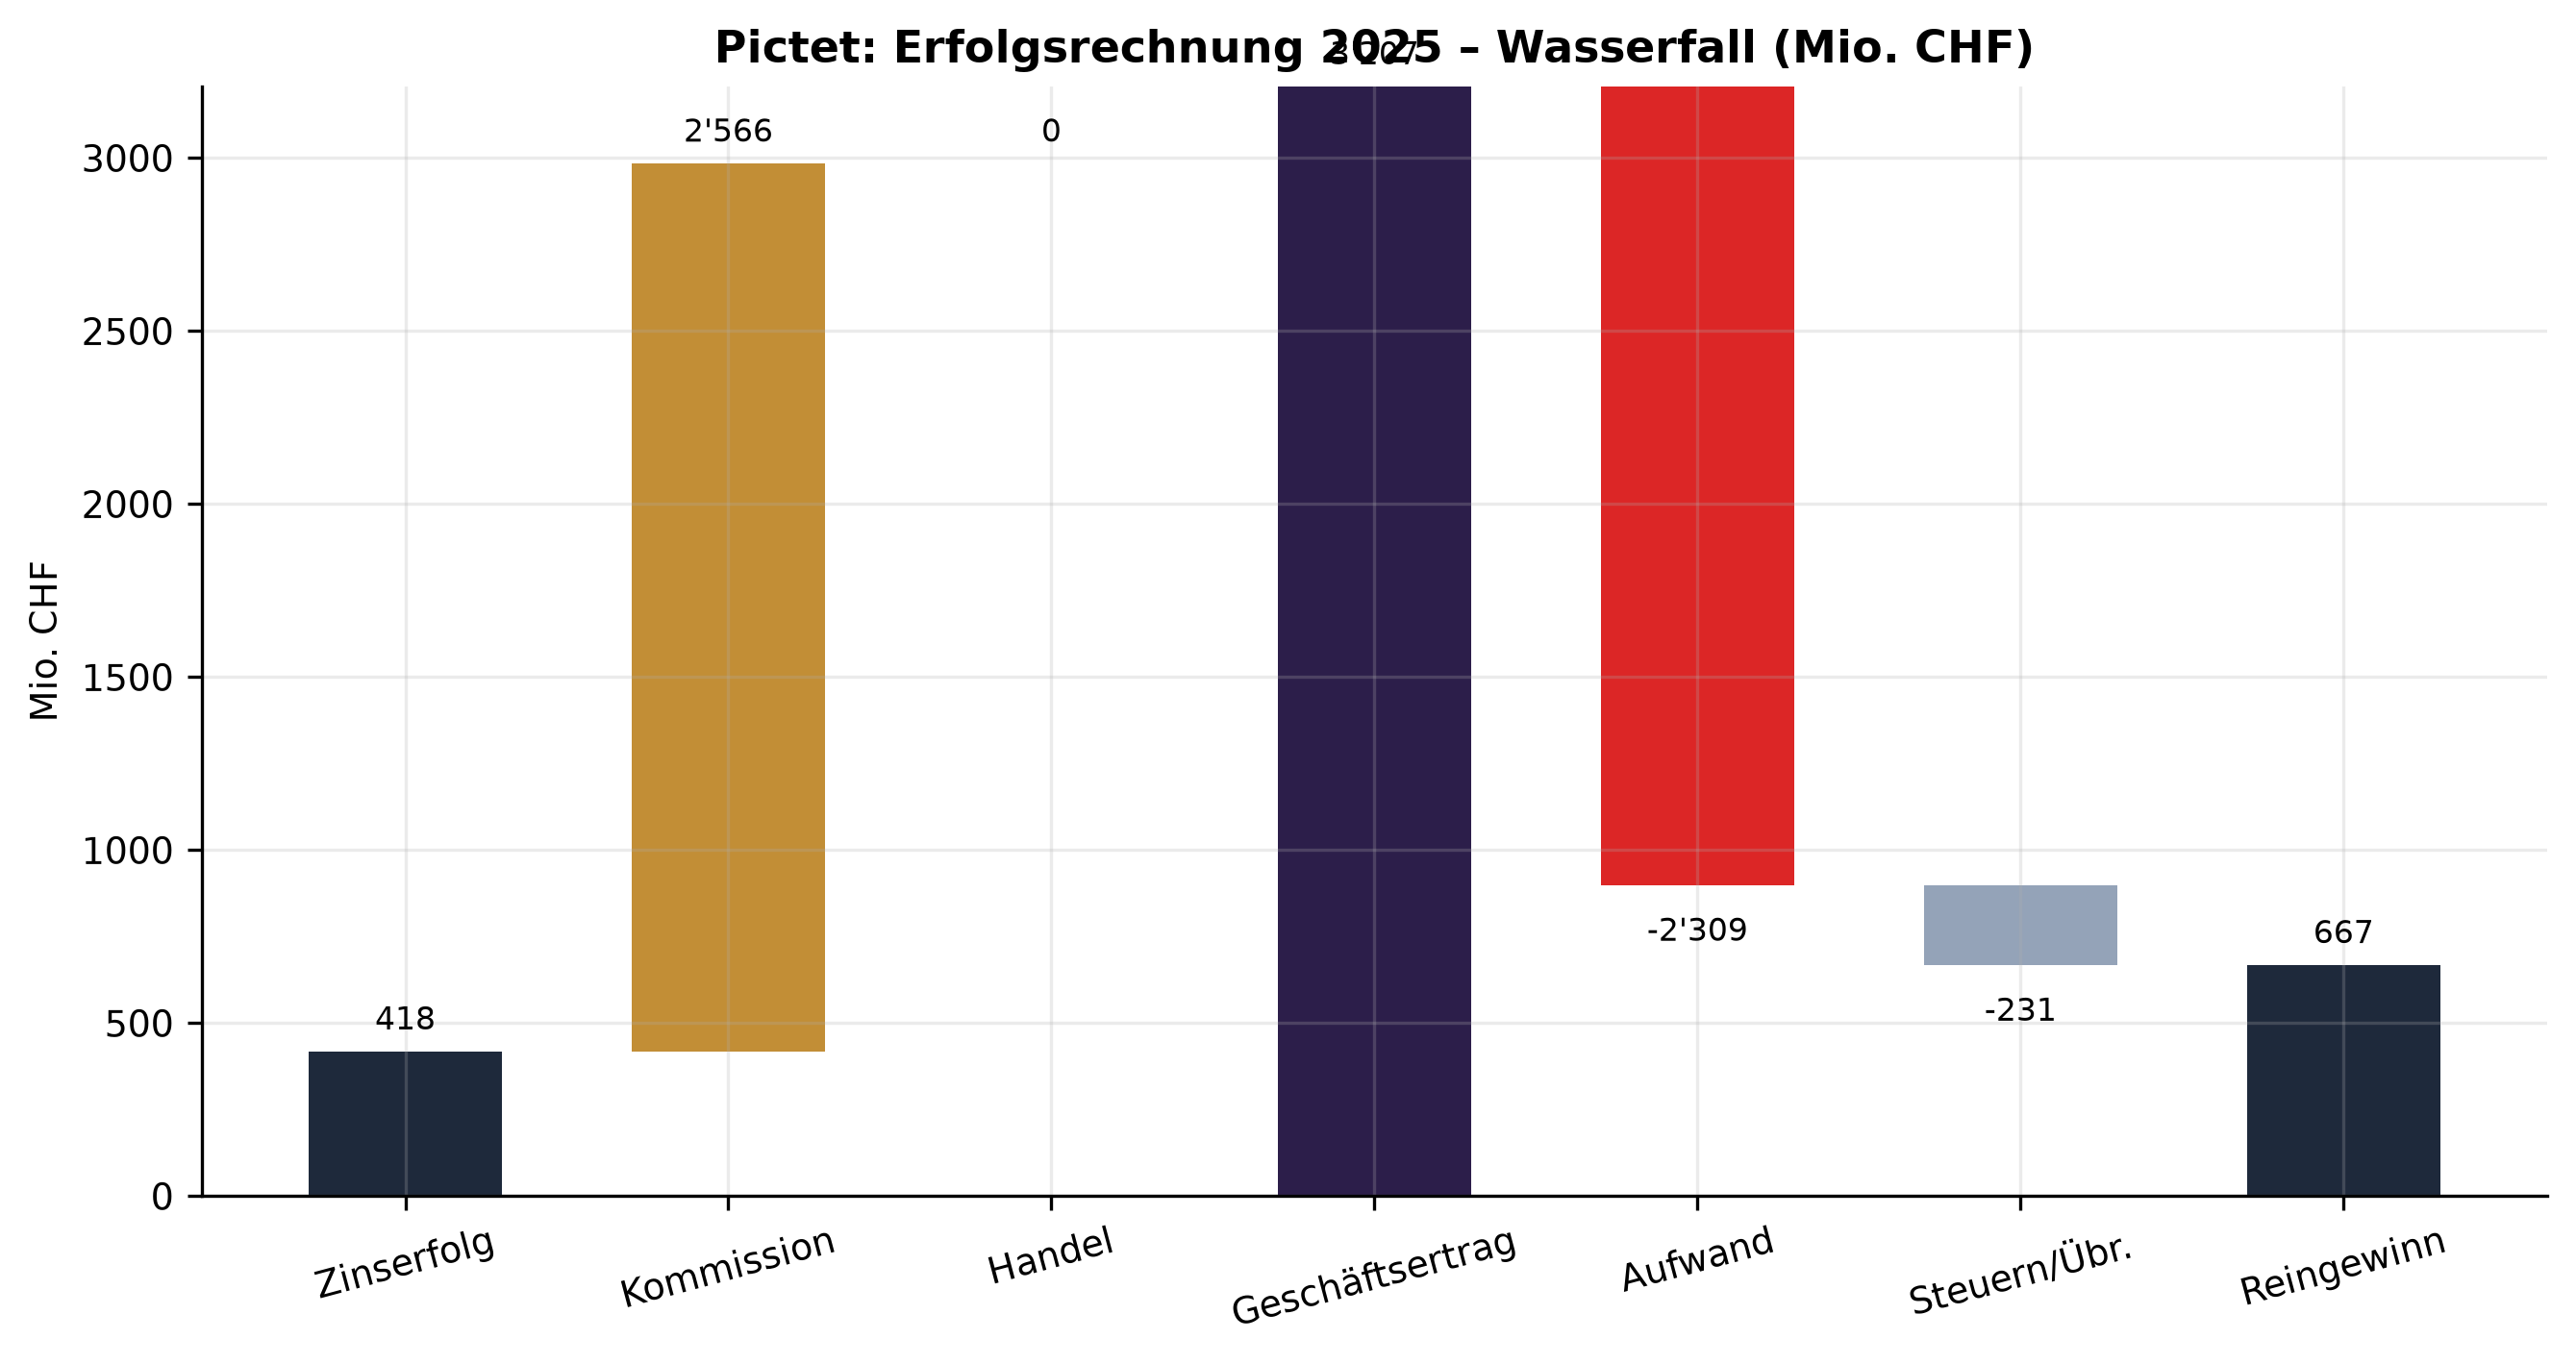 Pictet: Erfolgsrechnung 2025 – Wasserfall (Mio. CHF)
Mio. CHF
3000
2500
2000
1500
1000
500
0
418
2'566
0
-2'309
-231
667
Zinserfolg
Kommission
Handel
Geschäftsertrag
Aufwand
Steuern/Übr.
Reingewinn